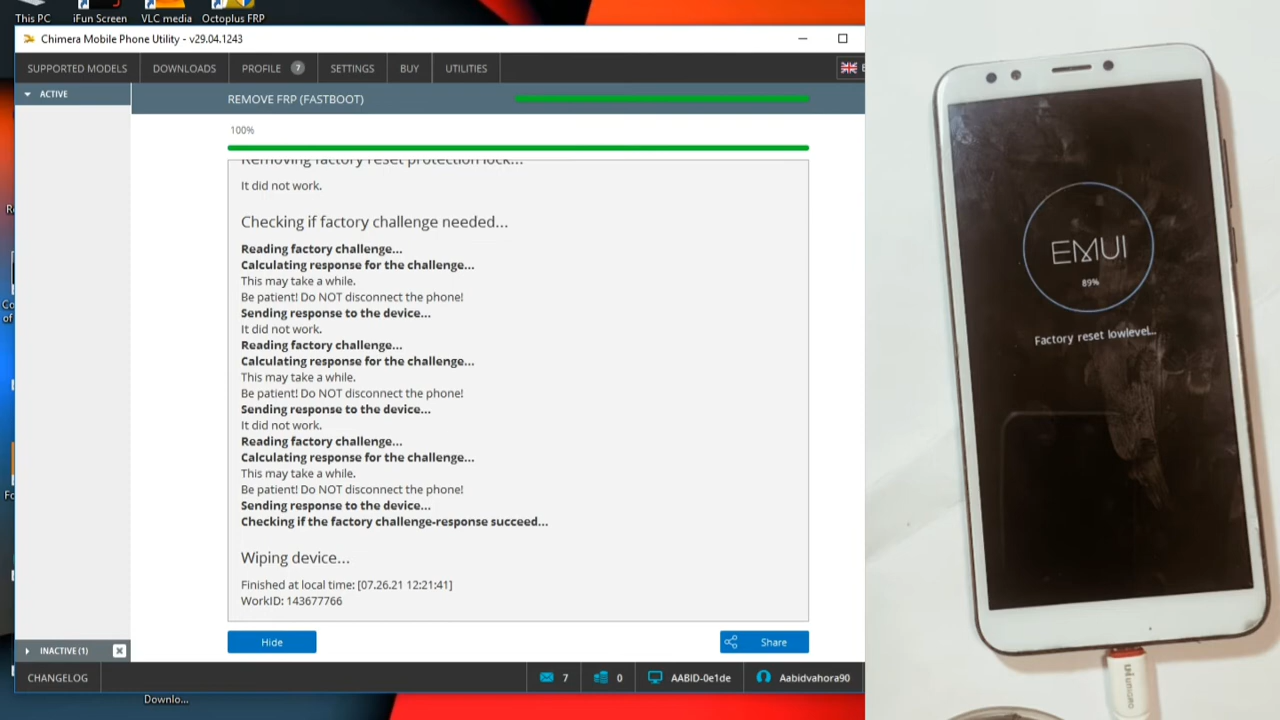 This PC
iFun Screen
VLC media
Octoplus FRP
Chimera Mobile Phone Utility - v29.04.1243
SUPPORTED MODELS
DOWNLOADS
PROFILE 7
SETTINGS
BUY
UTILITIES
ACTIVE
REMOVE FRP (FASTBOOT)
100%
Removing factory reset protection lock...
It did not work.
Checking if factory challenge needed...
Reading factory challenge...
Calculating response for the challenge...
This may take a while.
Be patient! Do NOT disconnect the phone!
Sending response to the device...
It did not work.
Reading factory challenge...
Calculating response for the challenge...
This may take a while.
Be patient! Do NOT disconnect the phone!
Sending response to the device...
It did not work.
Reading factory challenge...
Calculating response for the challenge...
This may take a while.
Be patient! Do NOT disconnect the phone!
Sending response to the device...
Checking if the factory challenge-response succeed...
Wiping device...
Finished at local time: [07.26.21 12:21:41]
WorkID: 143677766
Hide
Share
INACTIVE (1)
CHANGELOG
7
0
AABID-0e1de
Aabidvahora90
Downlo...
EMUI
89%
Factory reset lowlevel...